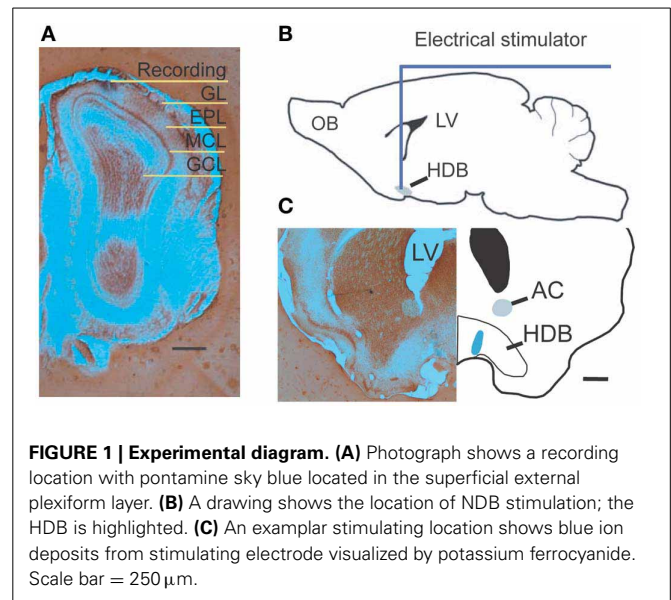 A
Recording
GL
EPL
MCL
GCL
B
Electrical stimulator
OB
LV
HDB
C
LV
AC
HDB
FIGURE 1 | Experimental diagram. (A) Photograph shows a recording
location with pontamine sky blue located in the superficial external
plexiform layer. (B) A drawing shows the location of NDB stimulation; the
HDB is highlighted. (C) An examplar stimulating location shows blue ion
deposits from stimulating electrode visualized by potassium ferrocyanide.
Scale bar = 250 μm.